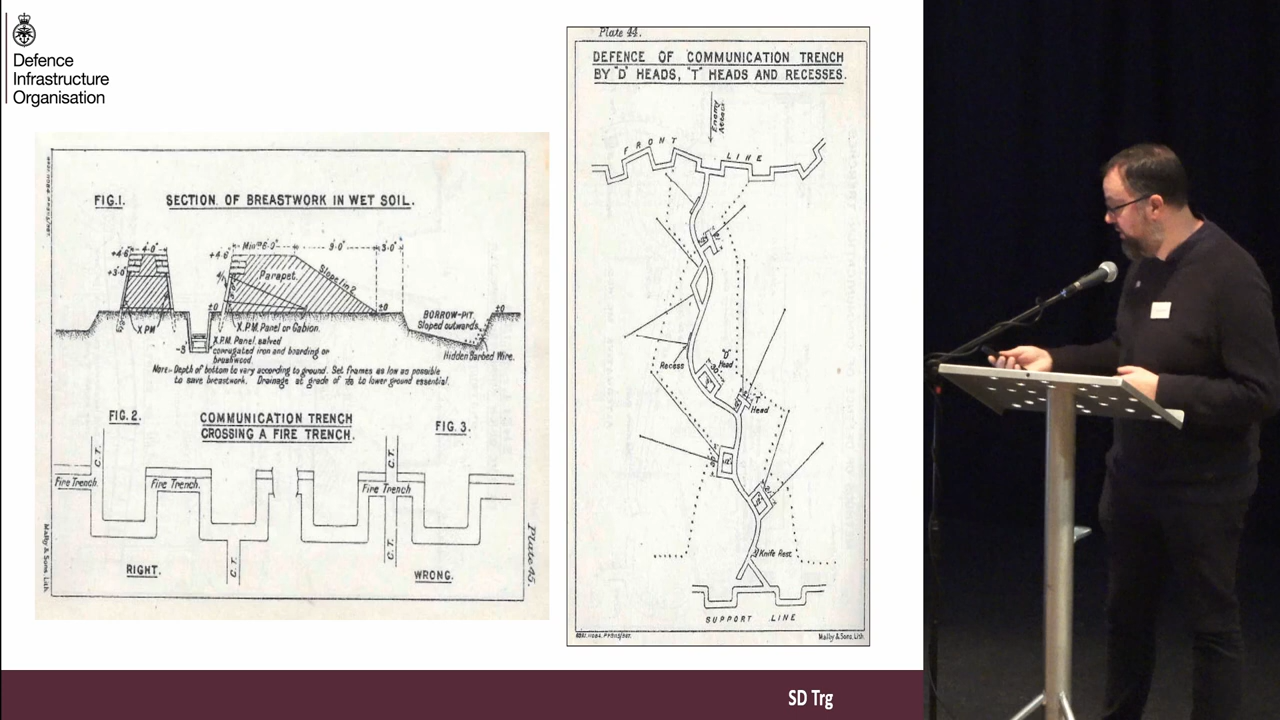 Defence
Infrastructure
Organisation
FIG.1.
SECTION OF BREASTWORK IN WET SOIL.
+4'6"
4'0"
+3'0"
Min^m 6'0"
9'0"
3'0"
+4'6
Parapet.
Slope 1 in 2
±0
±0
±0
±0
X.P.M
X.P.M. Panel or Gabion.
X.P.M. Panel, salved
corrugated iron and boarding or
brushwood.
-3
BORROW-PIT
Sloped outwards.
Hidden Barbed Wire.
Note:- Depth of bottom to vary according to ground. Set frames as low as possible
to save breastwork. Drainage at grade of to lower ground essential.
FIG. 2.
COMMUNICATION TRENCH
CROSSING A FIRE TRENCH.
FIG. 3.
C.T.
C.T.
Fire Trench.
Fire Trench.
Fire Trench
C.T.
C.T.
RIGHT.
WRONG.
Malby & Sons, Lith.
Plate 45.
Plate 44.
DEFENCE OF COMMUNICATION TRENCH
BY "D" HEADS, "T" HEADS AND RECESSES.
Enemy
Attack
FRONT LINE
Recess
"D"
Head
"T"
Head
Knife Rest
SUPPORT LINE
Malby & Sons, Lith.
SD Trg